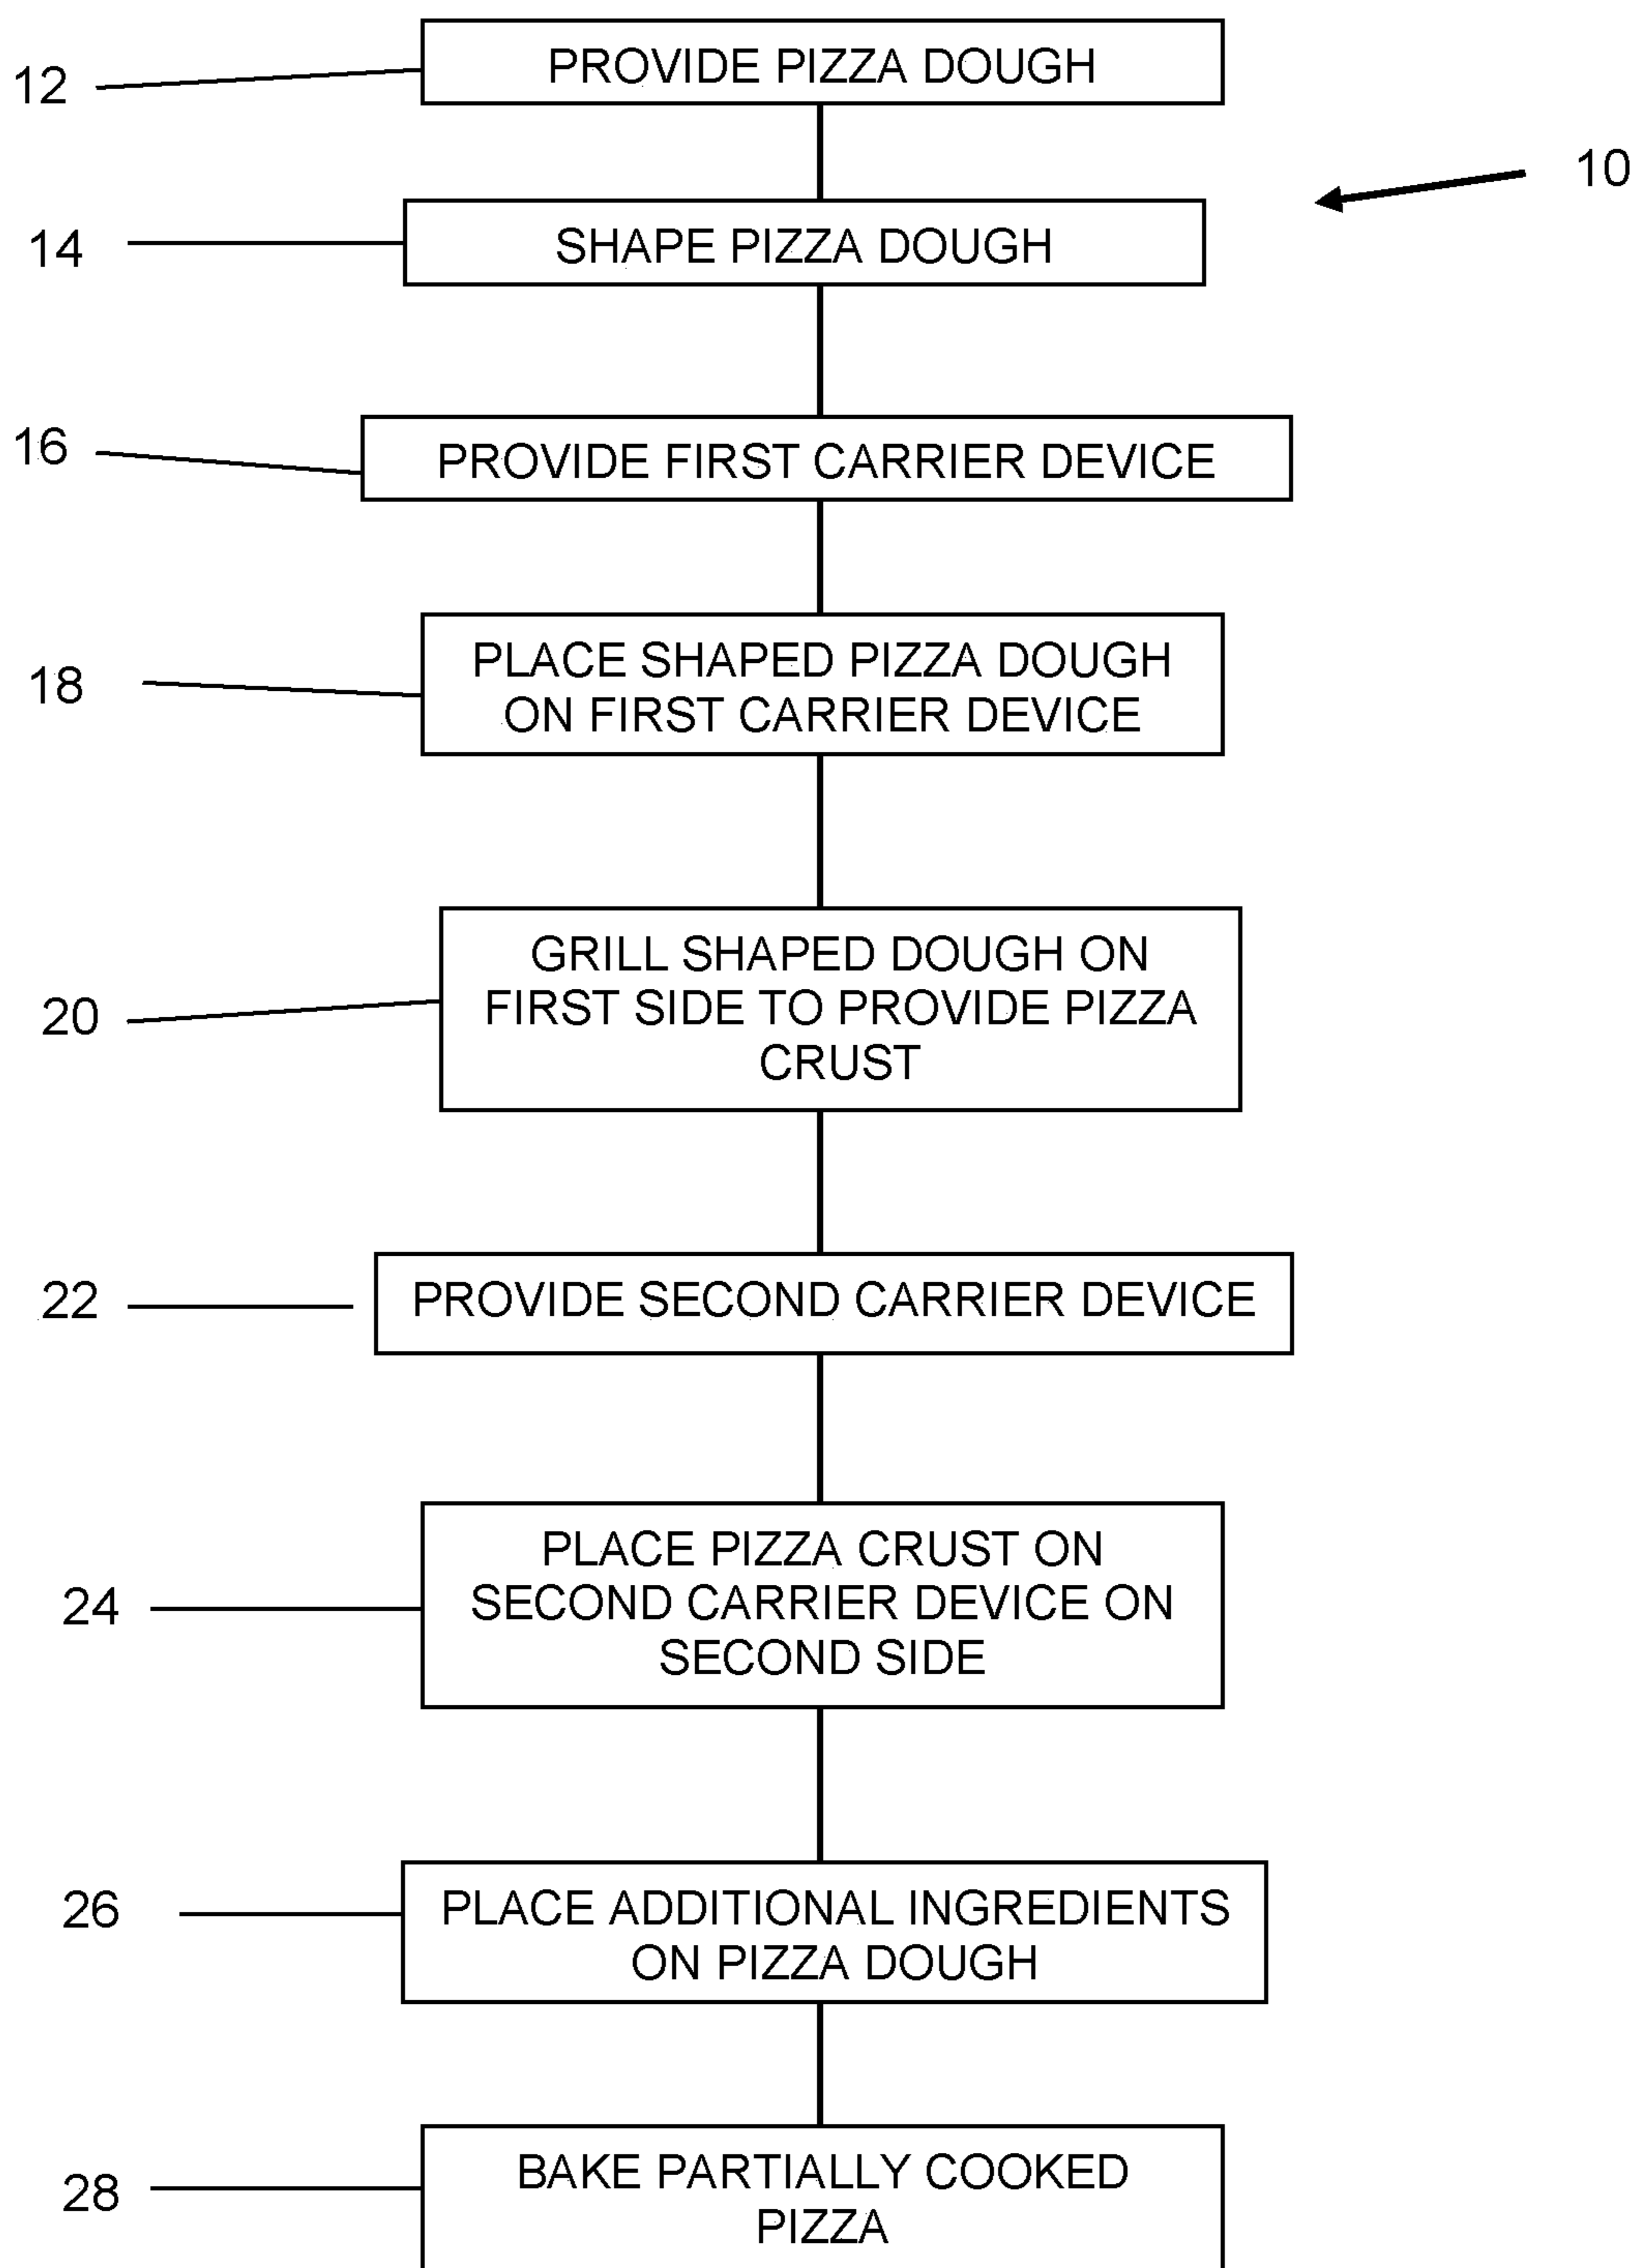 12
PROVIDE PIZZA DOUGH
10
14
SHAPE PIZZA DOUGH
16
PROVIDE FIRST CARRIER DEVICE
18
PLACE SHAPED PIZZA DOUGH
ON FIRST CARRIER DEVICE
20
GRILL SHAPED DOUGH ON
FIRST SIDE TO PROVIDE PIZZA
CRUST
22
PROVIDE SECOND CARRIER DEVICE
24
PLACE PIZZA CRUST ON
SECOND CARRIER DEVICE ON
SECOND SIDE
26
PLACE ADDITIONAL INGREDIENTS
ON PIZZA DOUGH
28
BAKE PARTIALLY COOKED
PIZZA